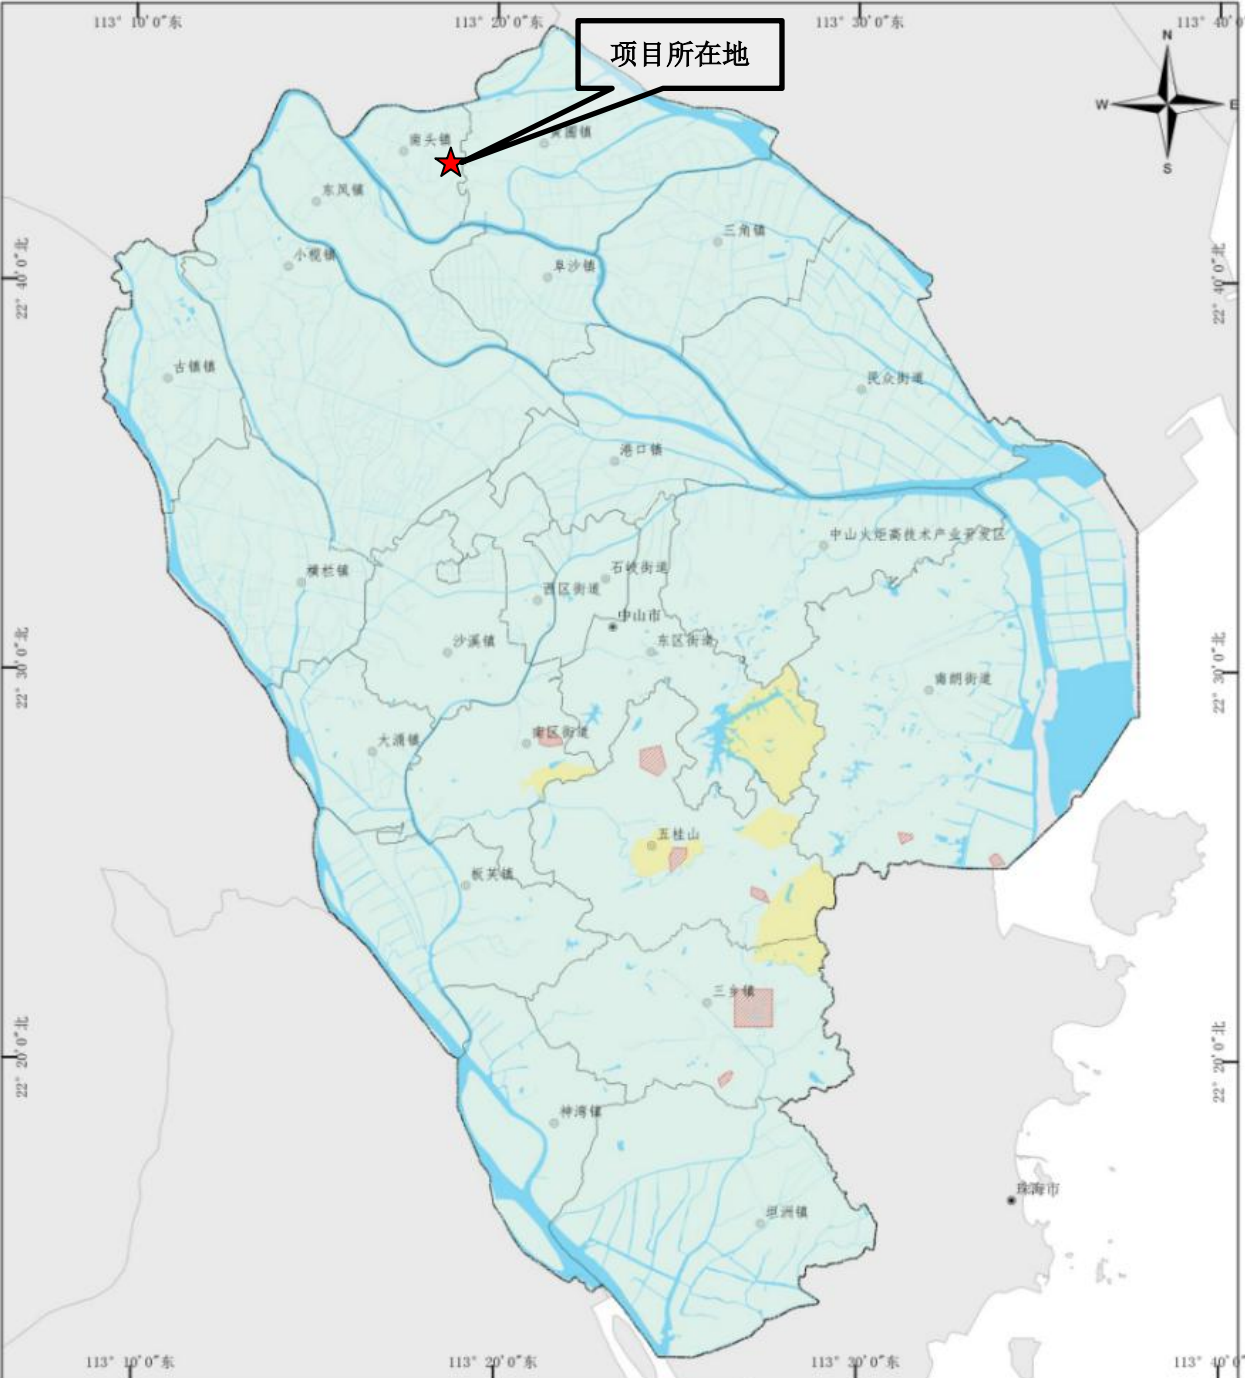 113° 10′0″东
113° 20′0″东
113° 30′0″东
113° 40′0″
项目所在地
N
W
E
S
南头镇
黄圃镇
东凤镇
三角镇
小榄镇
阜沙镇
22° 40′0″北
22° 40′0″北
古镇镇
民众街道
港口镇
中山火炬高技术产业开发区
横栏镇
石岐街道
西区街道
中山市
沙溪镇
东区街道
22° 30′0″北
22° 30′0″北
南朗街道
大涌镇
南区街道
五桂山
板芙镇
三乡镇
22° 20′0″北
22° 20′0″北
神湾镇
珠海市
坦洲镇
113° 10′0″东
113° 20′0″东
113° 30′0″东
113° 40′0″